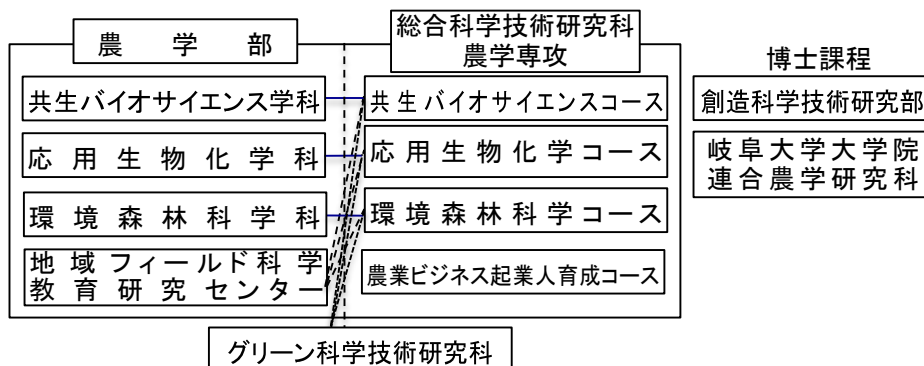 農学部
総合科学技術研究科
農学専攻
博士課程
共生バイオサイエンス学科
共生バイオサイエンスコース
創造科学技術研究部
応用生物化学科
応用生物化学コース
岐阜大学大学院
連合農学研究科
環境森林科学科
環境森林科学コース
地域フィールド科学
教育研究センター
農業ビジネス起業人育成コース
グリーン科学技術研究科